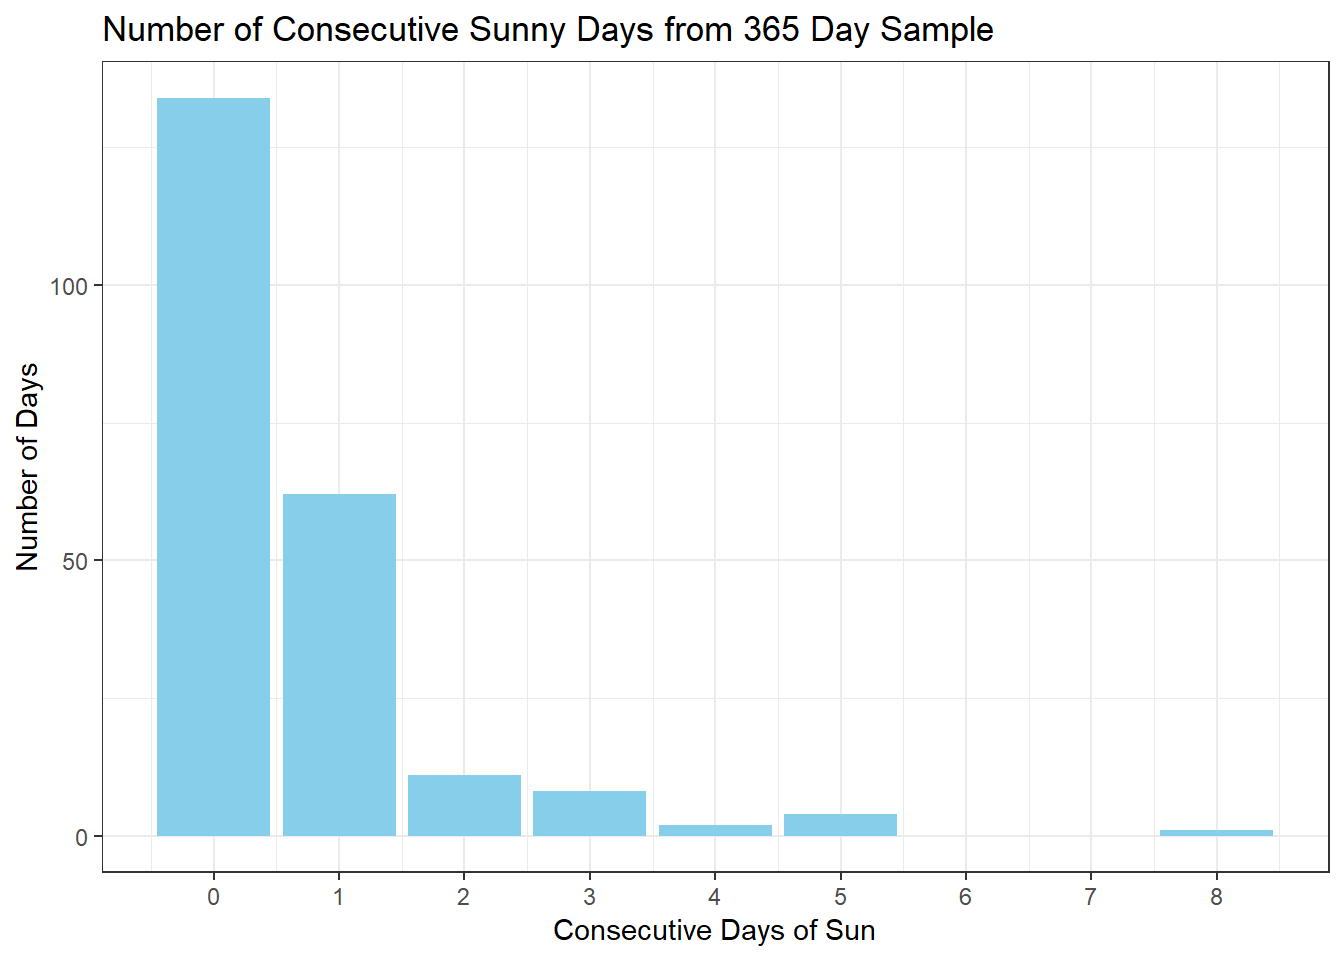 Number of Consecutive Sunny Days from 365 Day Sample
Number of Days
100
50
0
0 1 2 3 4 5 6 7 8
Consecutive Days of Sun